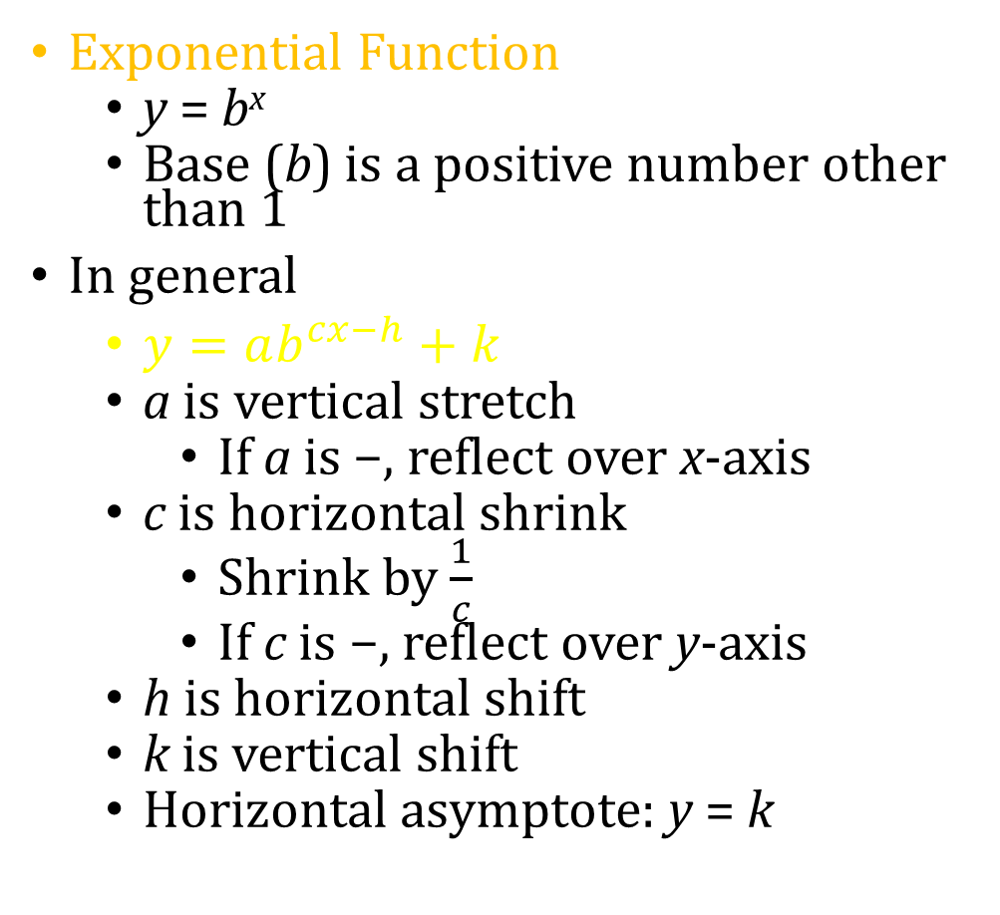 • Exponential Function
• y = bˣ
• Base (b) is a positive number other
than 1
• In general
• y = ab^{cx−h} + k
• a is vertical stretch
• If a is −, reflect over x-axis
• c is horizontal shrink
• Shrink by 1/c
• If c is −, reflect over y-axis
• h is horizontal shift
• k is vertical shift
• Horizontal asymptote: y = k